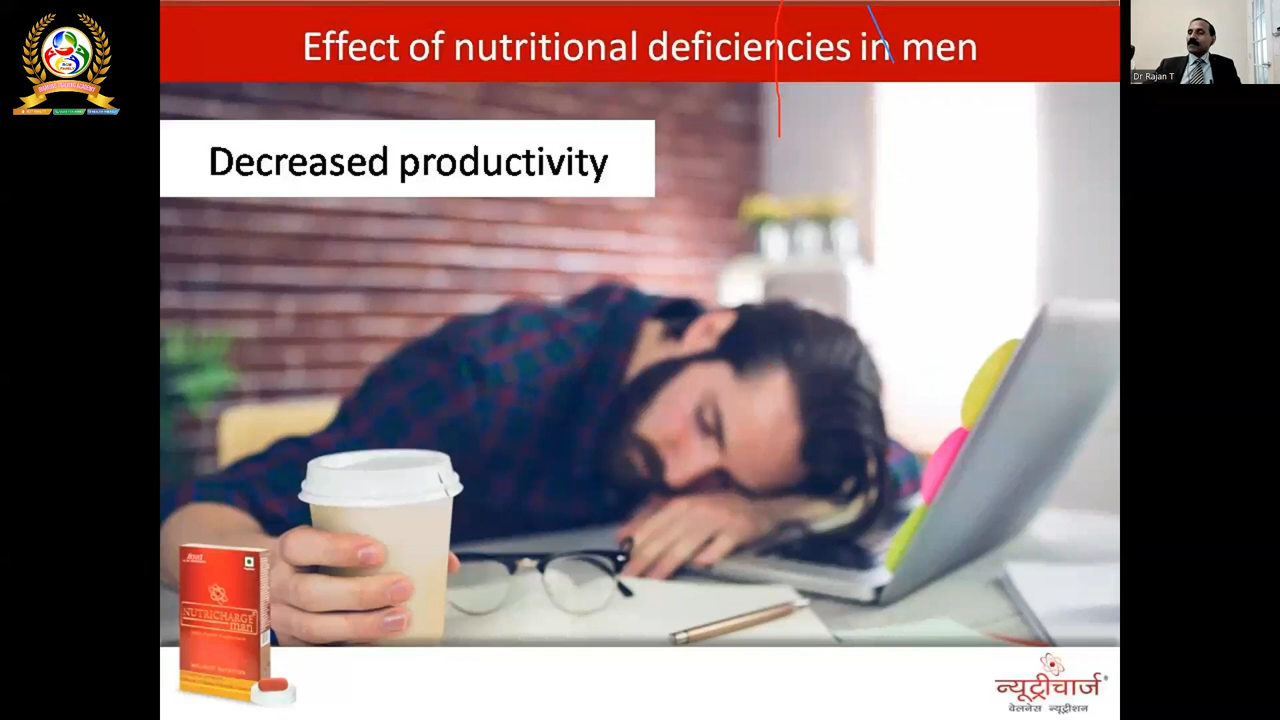 Effect of nutritional deficiencies in men
Dr Rajan T
Decreased productivity
NUTRICHARGE
man
न्यूट्रीचार्ज
वेलनेस न्यूट्रीशन